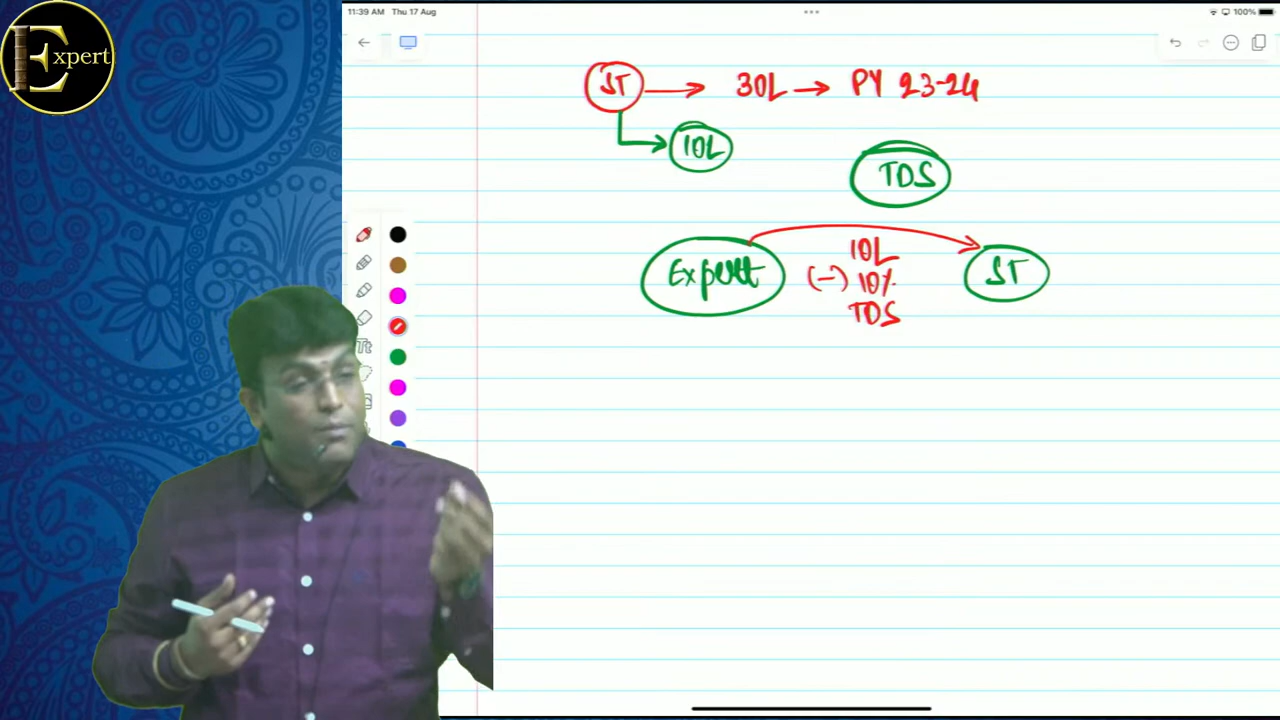 Expert
11:39 AM Thu 17 Aug
100%
ST → 30L → PY 23-24
10L
TDS
Expert 10L ST
(-) 10%
TDS
Tt